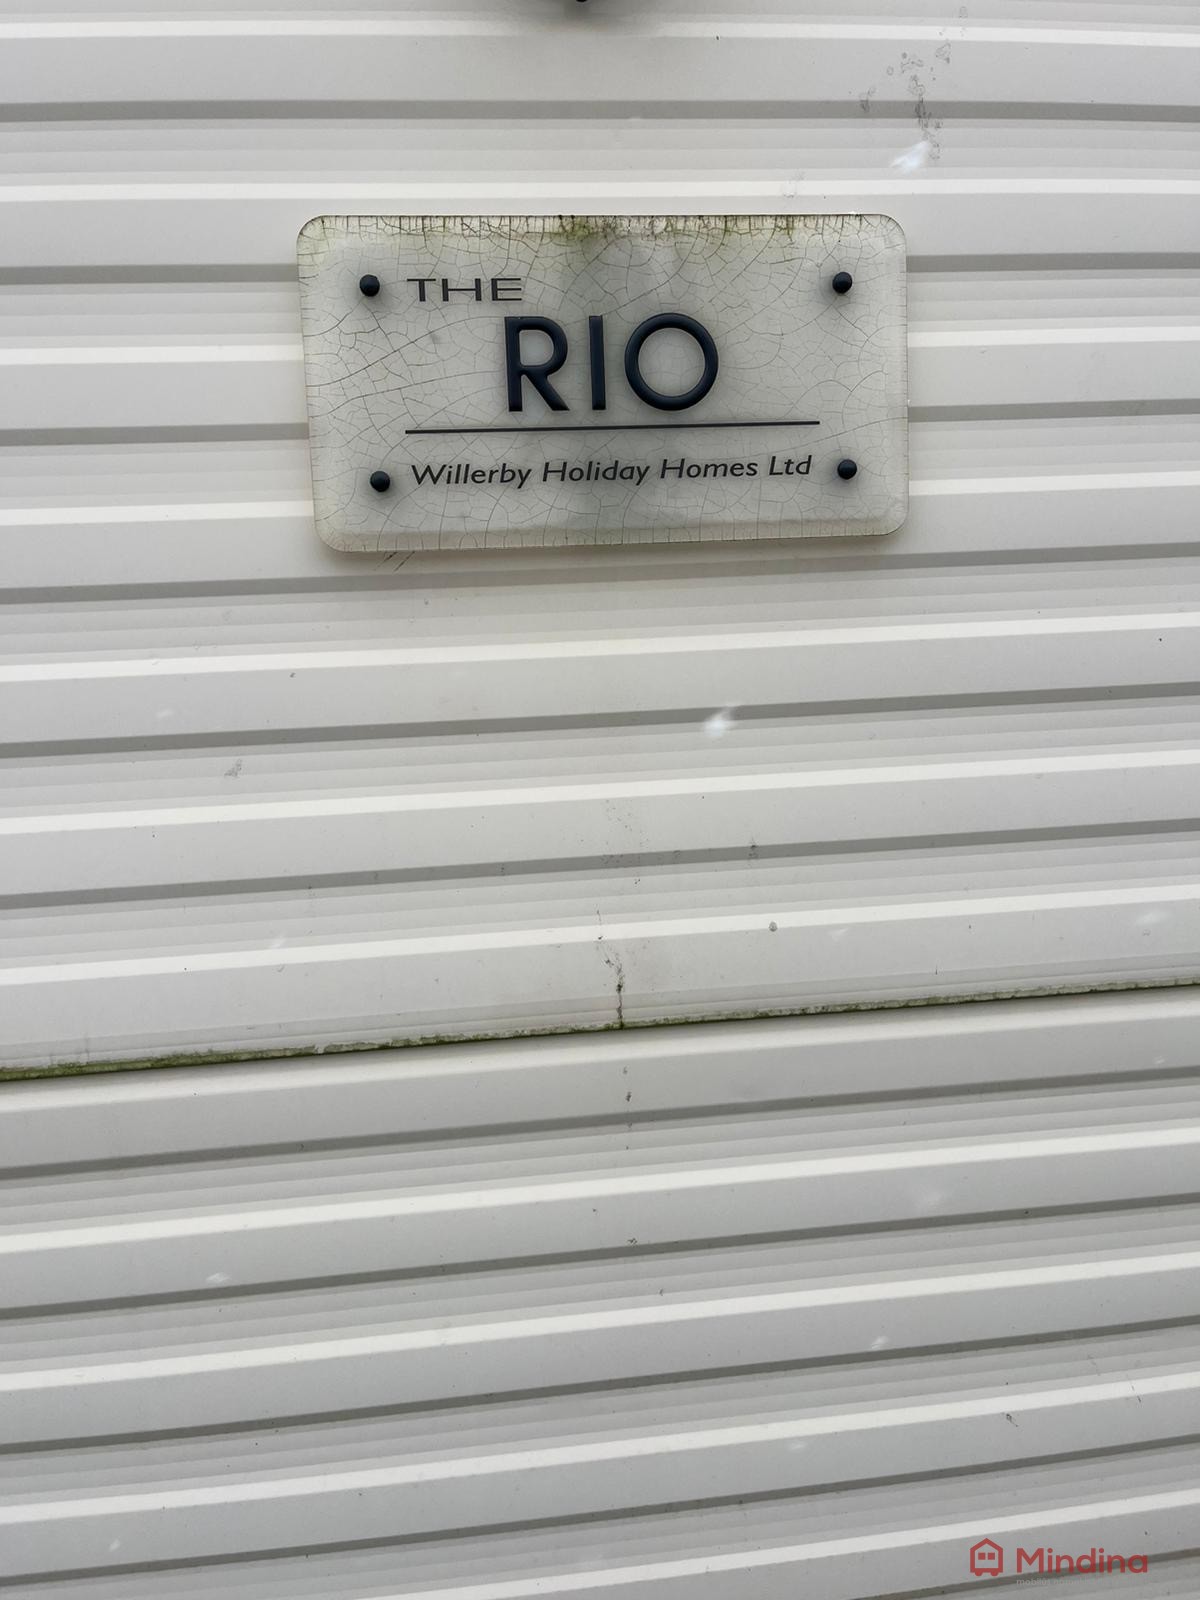 THE
RIO
Willerby Holiday Homes Ltd
Mindina